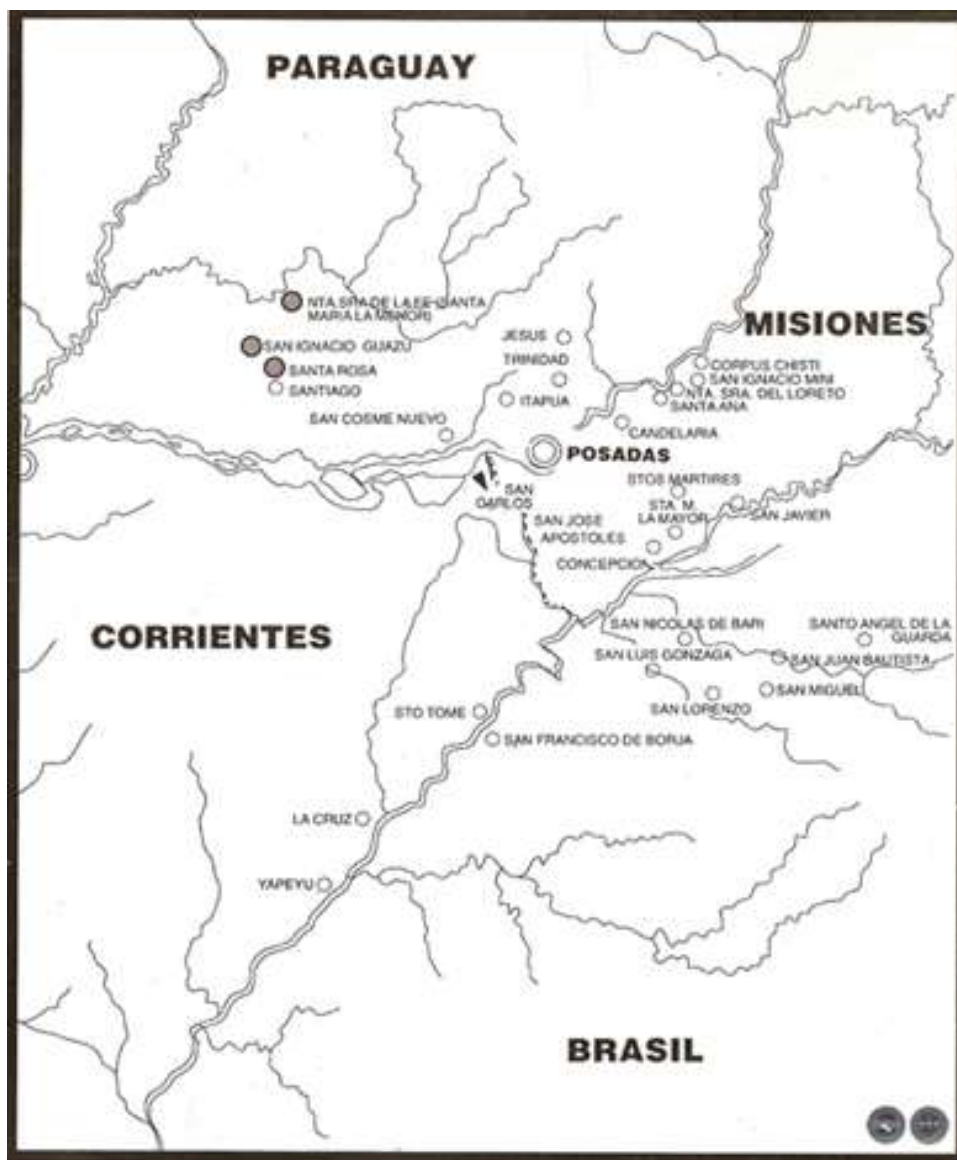 PARAGUAY
NTA. SRA DE LA FE (SANTA
MARIA LA MENOR)
SAN IGNACIO GUAZU
SANTA ROSA
SANTIAGO
SAN COSME NUEVO
JESUS
TRINIDAD
ITAPUA
MISIONES
CORPUS CHISTI
SAN IGNACIO MINI
NTA. SRA. DEL LORETO
SANTA ANA
CANDELARIA
POSADAS
SAN
CARLOS
STOS MARTIRES
STA. M.
LA MAYOR
SAN JAVIER
SAN JOSE
APOSTOLES
CONCEPCION
CORRIENTES
SAN NICOLAS DE BARI
SANTO ANGEL DE LA
GUARDA
SAN LUIS GONZAGA
SAN JUAN BAUTISTA
SAN MIGUEL
SAN LORENZO
STO TOME
SAN FRANCISCO DE BORJA
LA CRUZ
YAPEYU
BRASIL